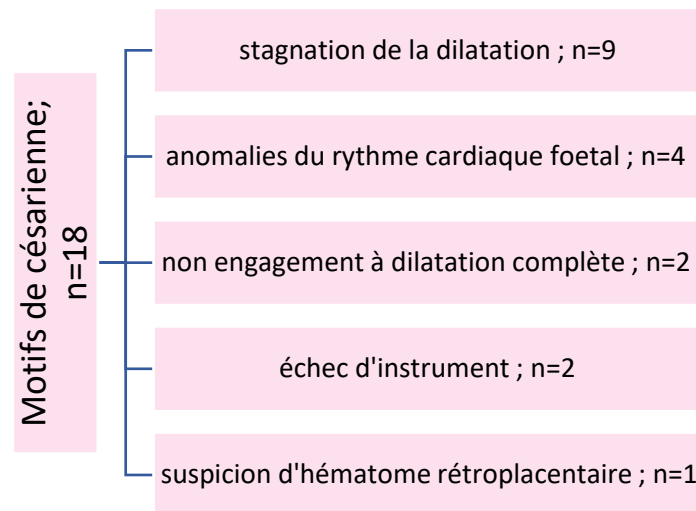 Motifs de césarienne;
n=18
stagnation de la dilatation ; n=9
anomalies du rythme cardiaque foetal ; n=4
non engagement à dilatation complète ; n=2
échec d'instrument ; n=2
suspicion d'hématome rétroplacentaire ; n=1